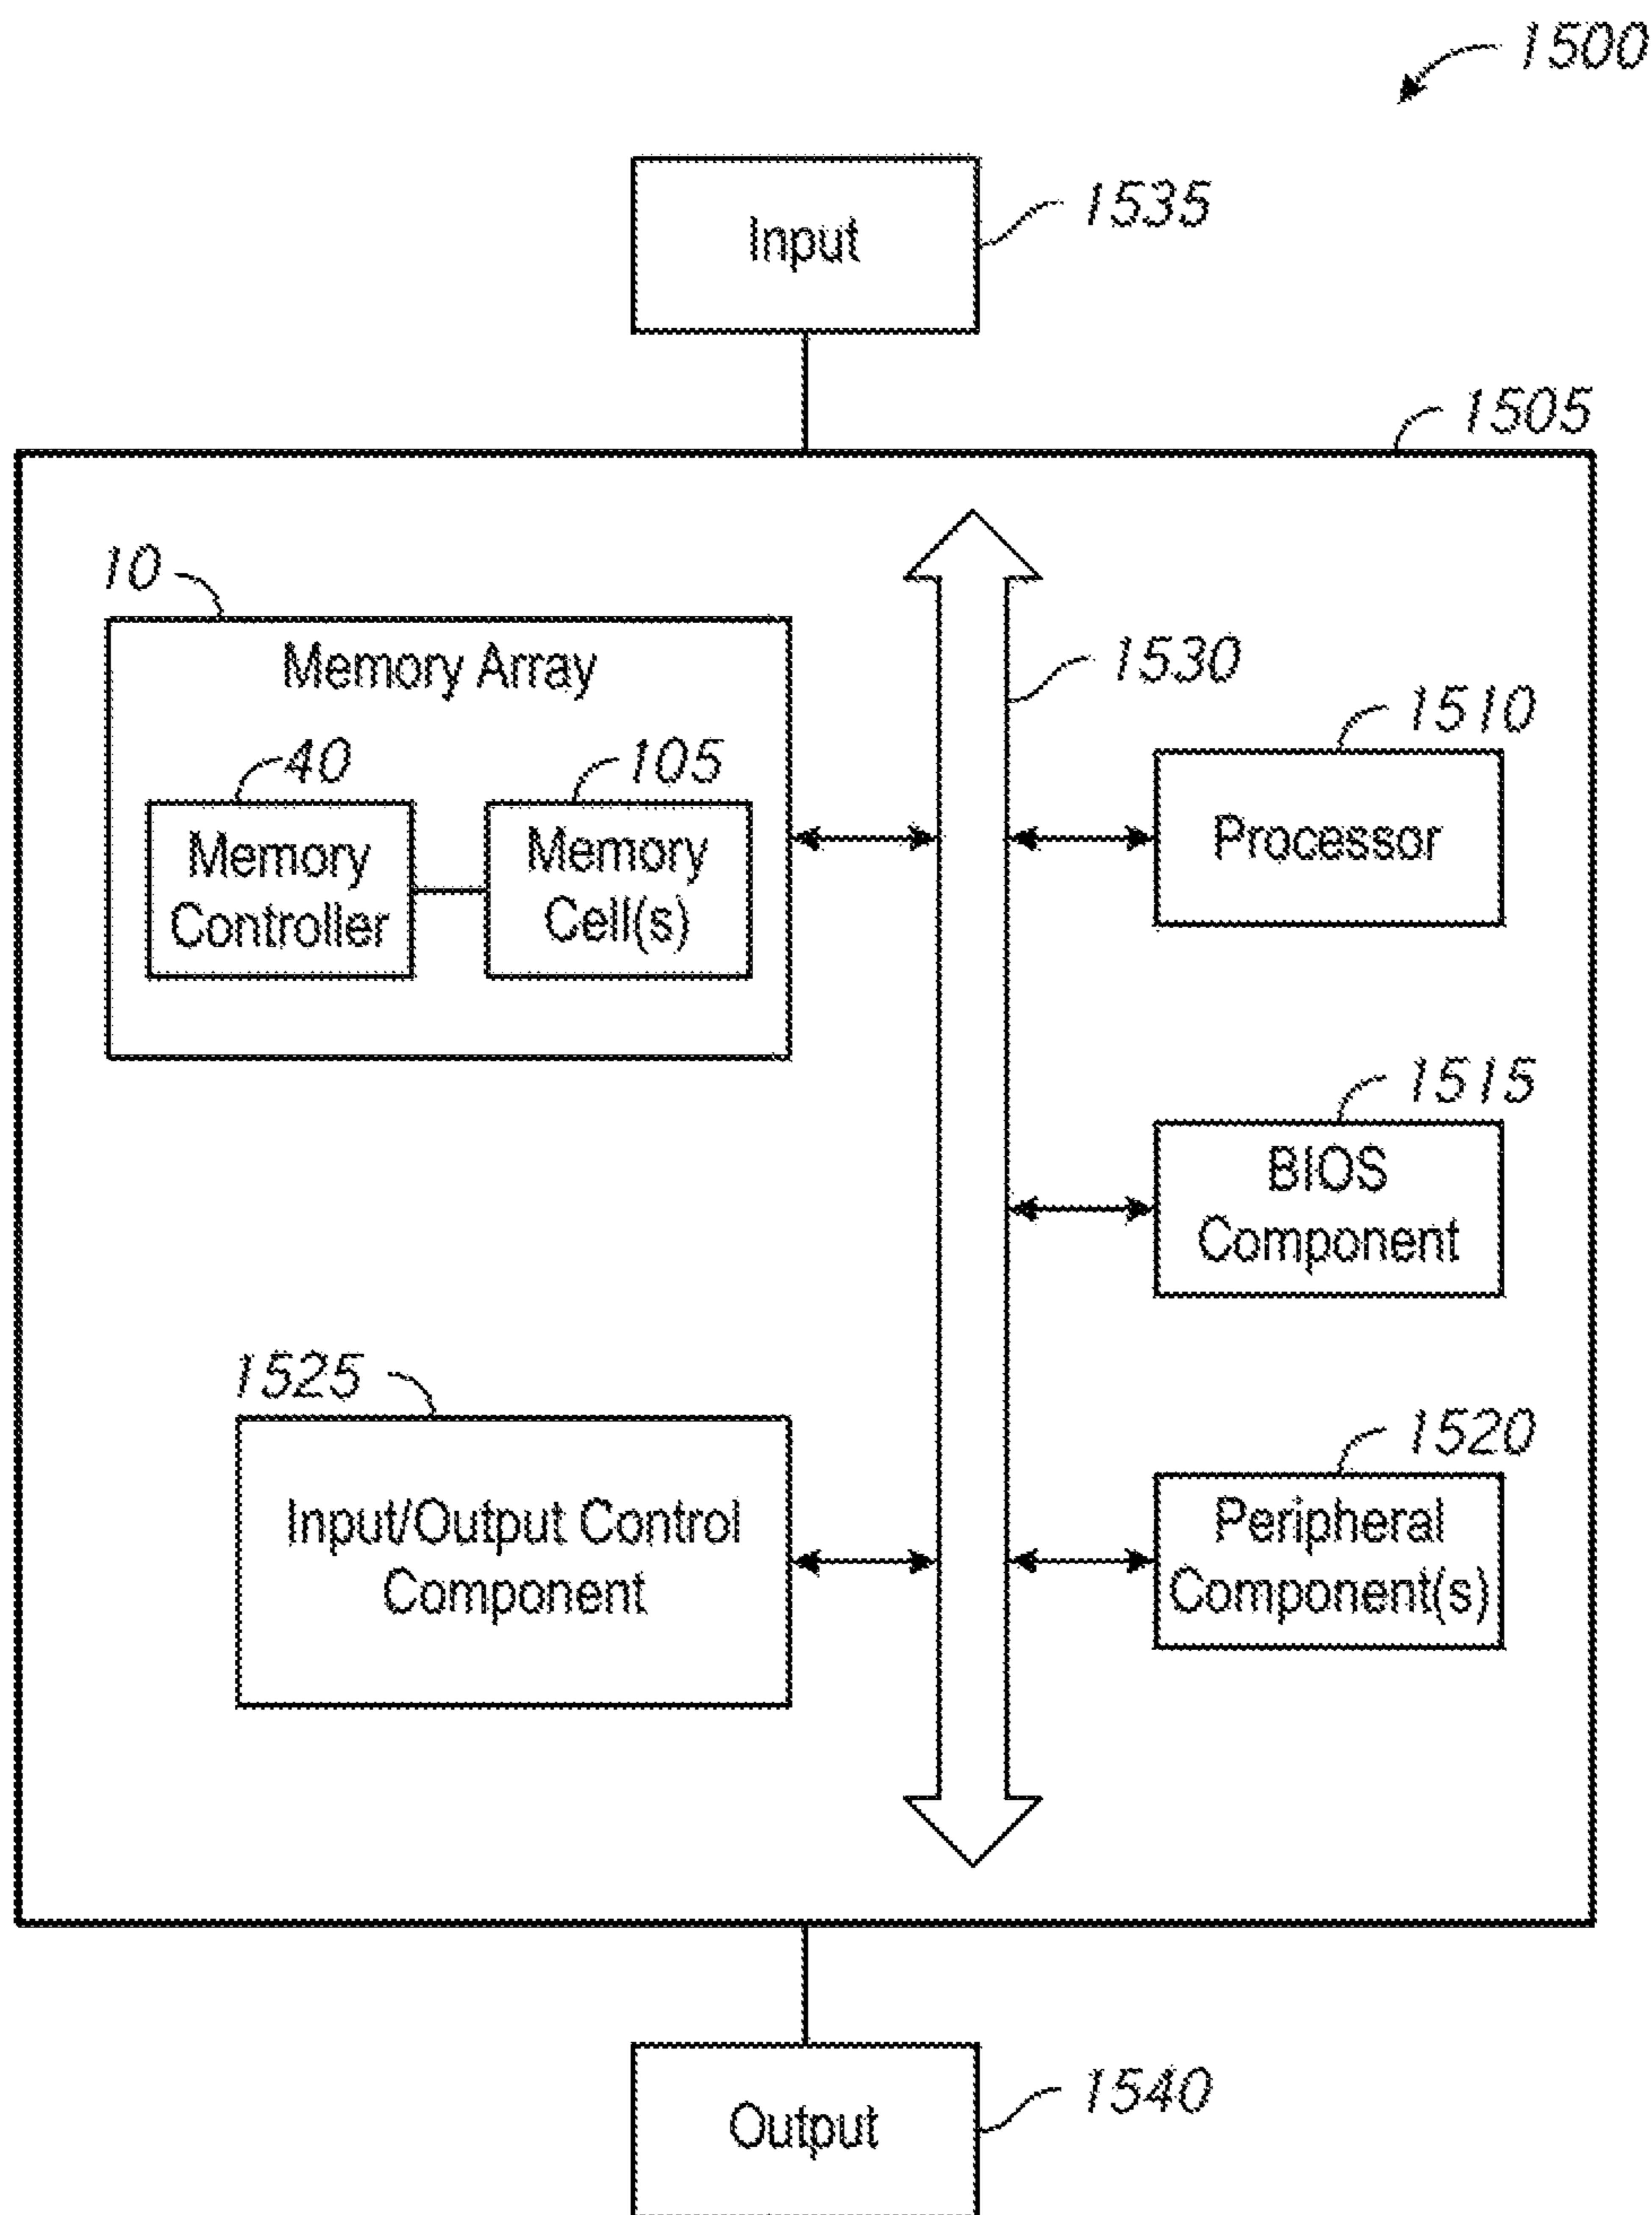 1500
Input
1535
1505
10
Memory Array
1530
1510
40
105
Memory
Controller
Memory
Cell(s)
Processor
1515
BIOS
Component
1525
Input/Output Control
Component
1520
Peripheral
Component(s)
Output
1540